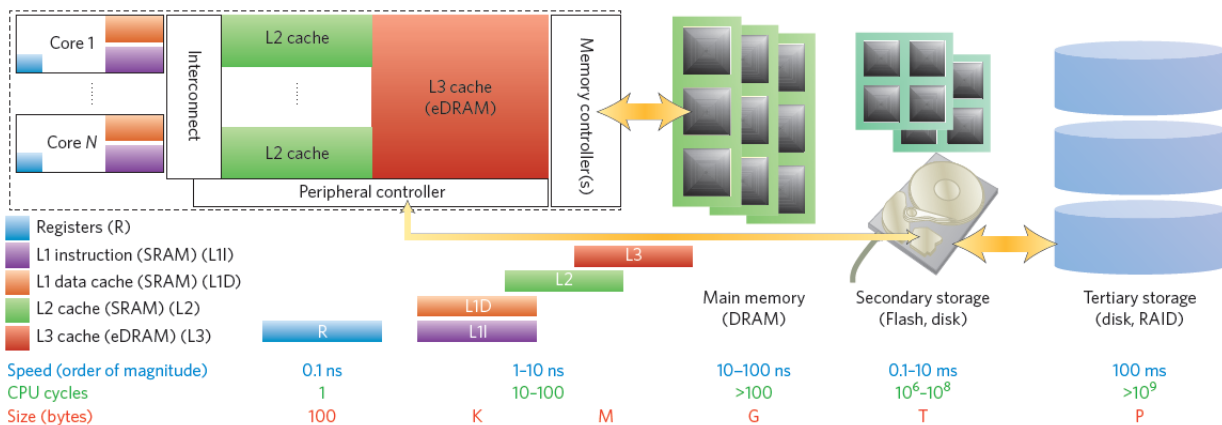 Core 1
Core N
Interconnect
L2 cache
L2 cache
L3 cache
(eDRAM)
Memory controller(s)
Peripheral controller
Registers (R)
L1 instruction (SRAM) (L1I)
L1 data cache (SRAM) (L1D)
L2 cache (SRAM) (L2)
L3 cache (eDRAM) (L3)
L3
L2
L1D
R
L1I
Main memory
(DRAM)
Secondary storage
(Flash, disk)
Tertiary storage
(disk, RAID)
Speed (order of magnitude) 0.1 ns 1–10 ns 10–100 ns 0.1–10 ms 100 ms
CPU cycles 1 10–100 >100 10⁶–10⁸ >10⁹
Size (bytes) 100 K M G T P